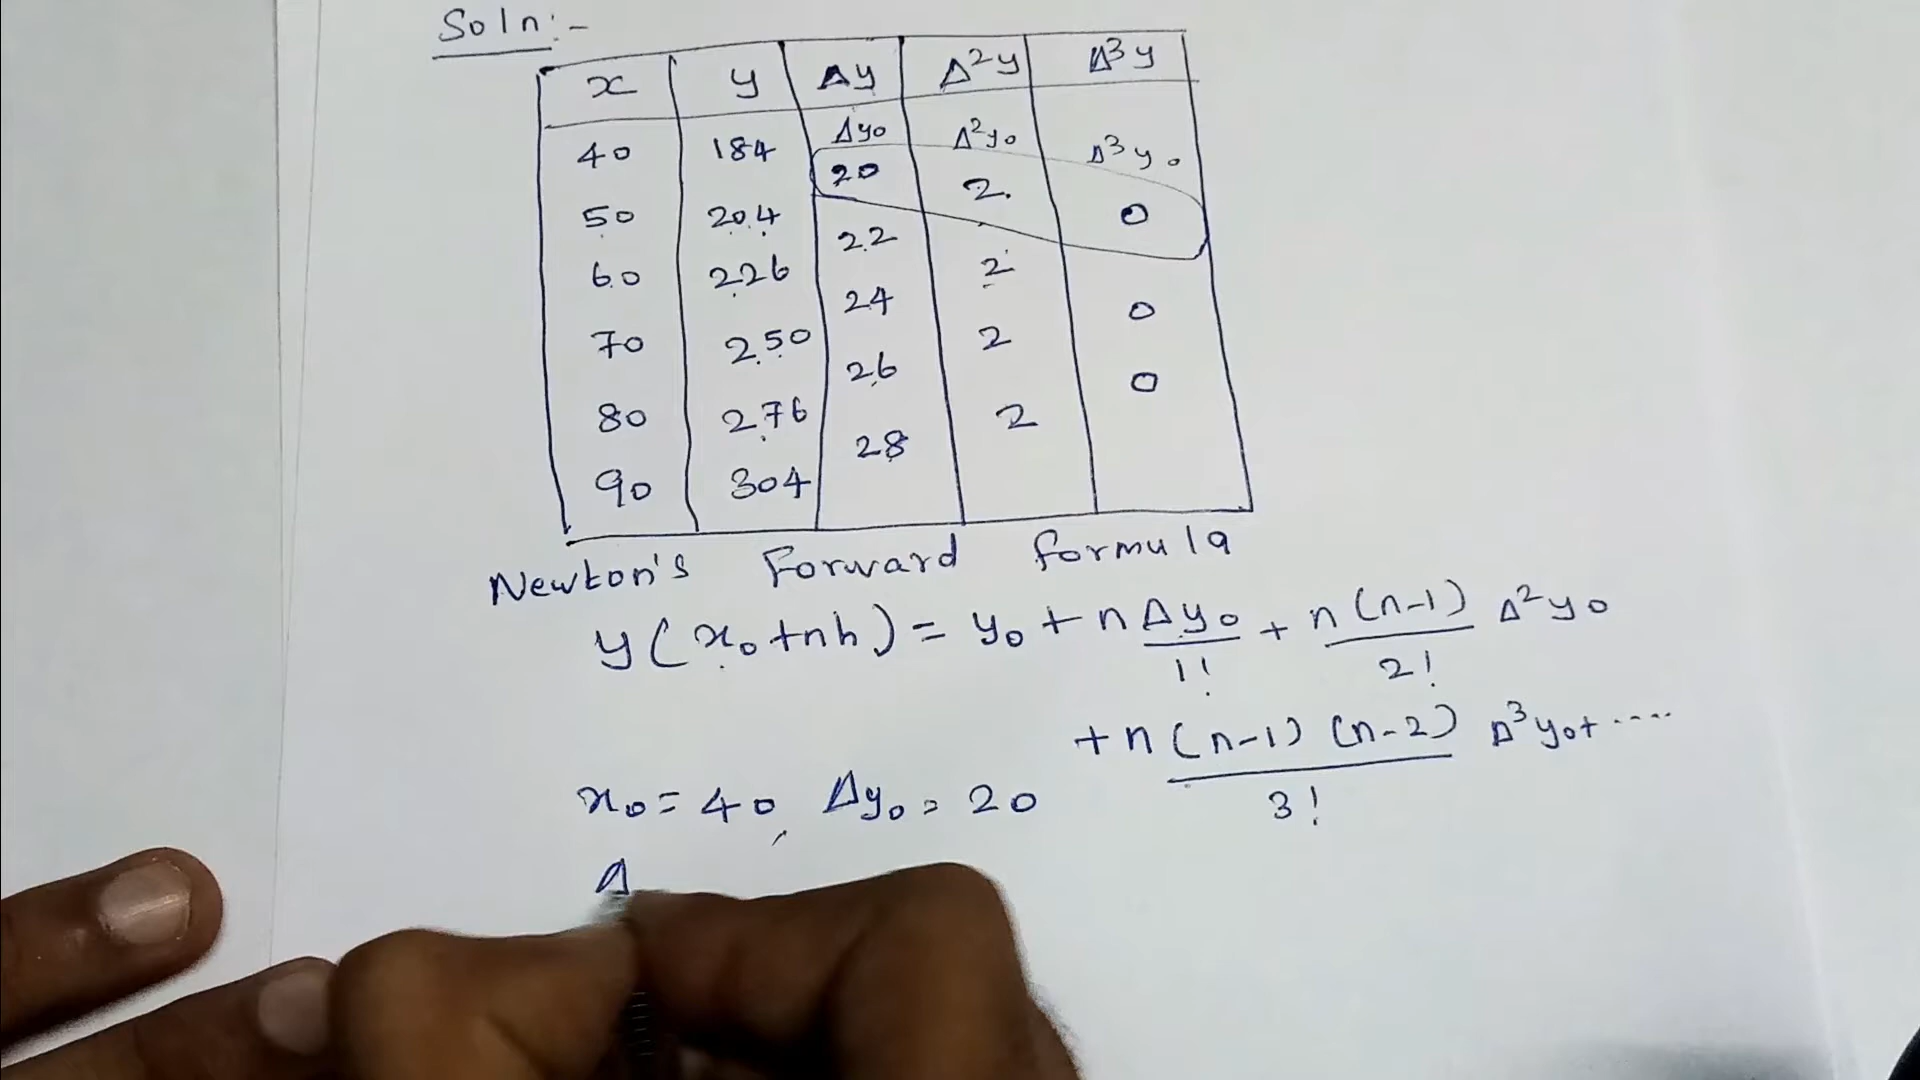 Soln:-
x y Δy Δ²y Δ³y
Δy₀ Δ²y₀ Δ³y₀
40 184
20 2
50 204 0
22
60 226 2
24 0
70 250 2
26 0
80 276 2
28
90 304
Newton's Forward formula
y(x₀+nh) = y₀ + nΔy₀/1! + n(n-1)/2! Δ²y₀
+ n(n-1)(n-2)/3! Δ³y₀+ ....
x₀ = 40, Δy₀ = 20
Δ